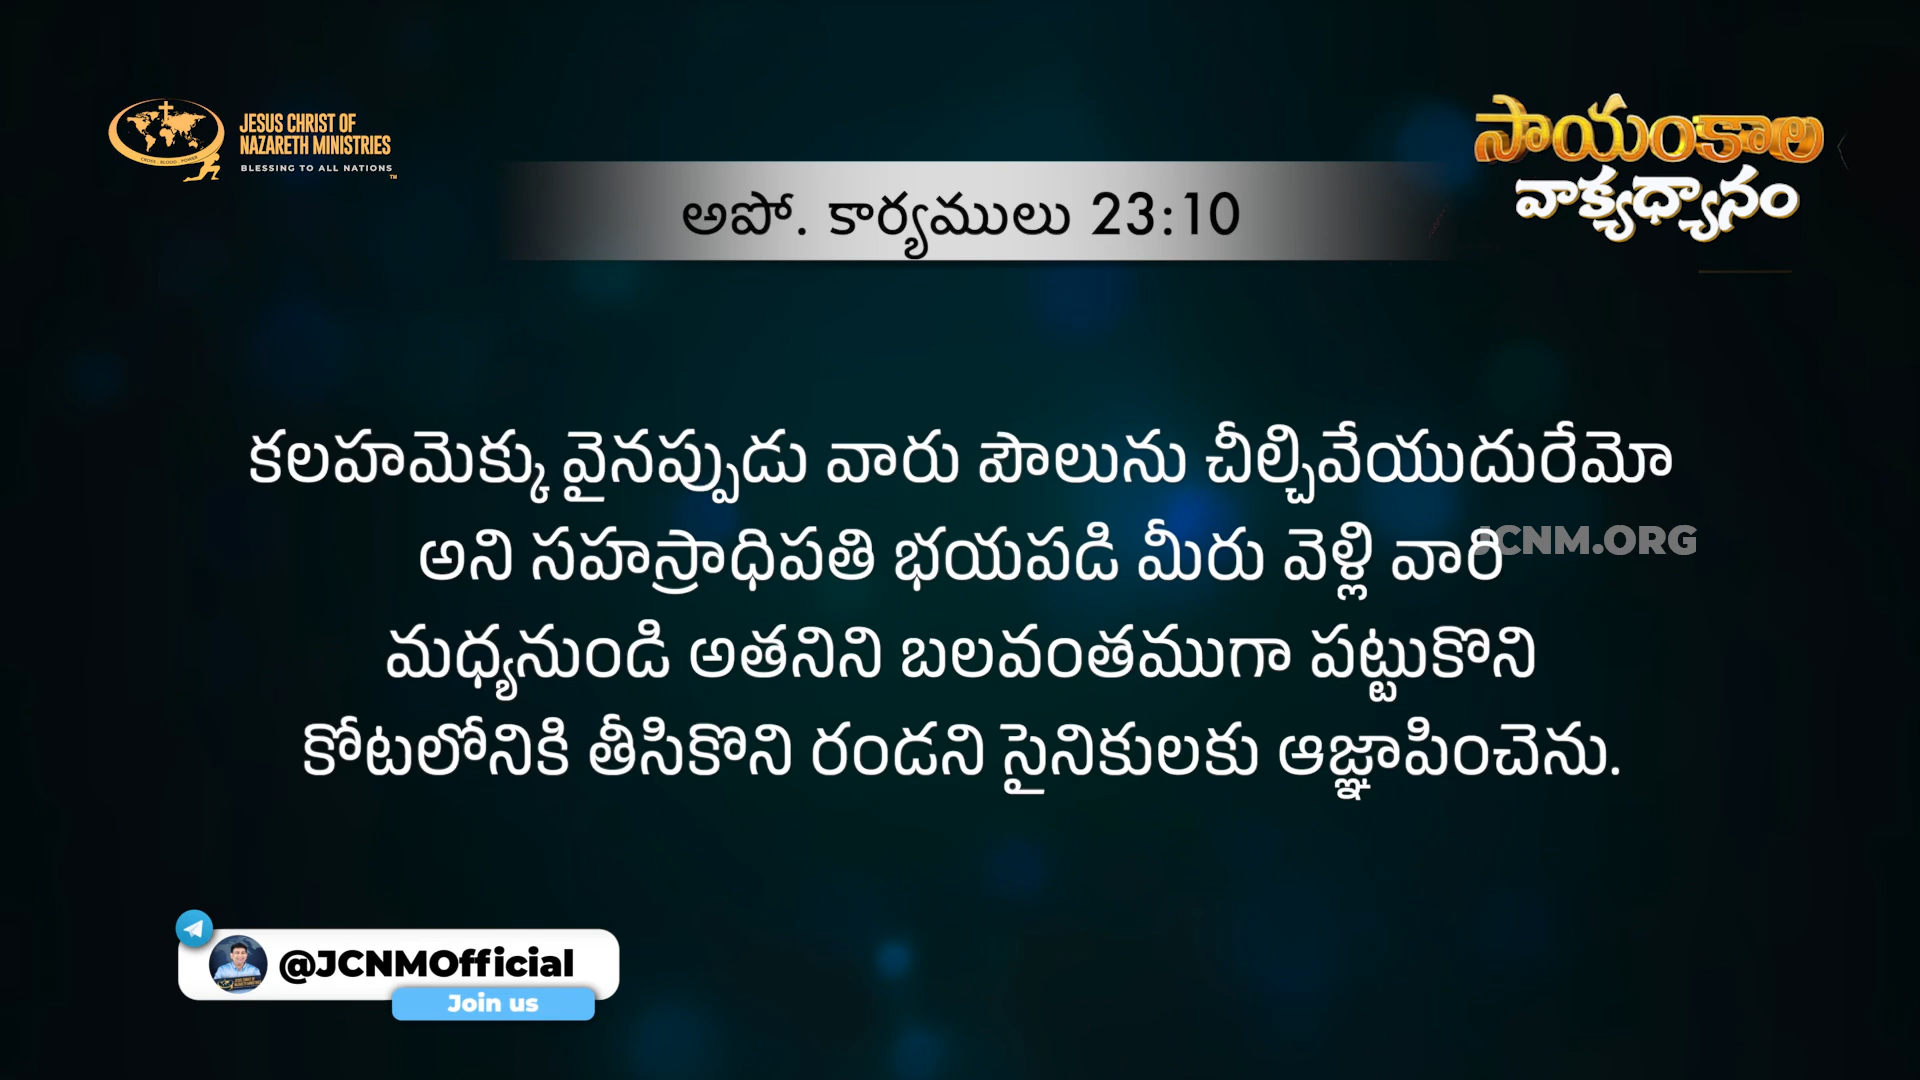 JESUS CHRIST OF
NAZARETH MINISTRIES
BLESSING TO ALL NATIONS
TM
సాయంకాల
వాక్యధ్యానం
అపో. కార్యములు 23:10
కలహమెక్కు వైనప్పుడు వారు పౌలును చీల్చివేయుదురేమో
అని సహస్రాధిపతి భయపడి మీరు వెళ్లి వారి
JCNM.ORG
మధ్యనుండి అతనిని బలవంతముగా పట్టుకొని
కోటలోనికి తీసికొని రండని సైనికులకు ఆజ్ఞాపించెను.
@JCNMOfficial
Join us